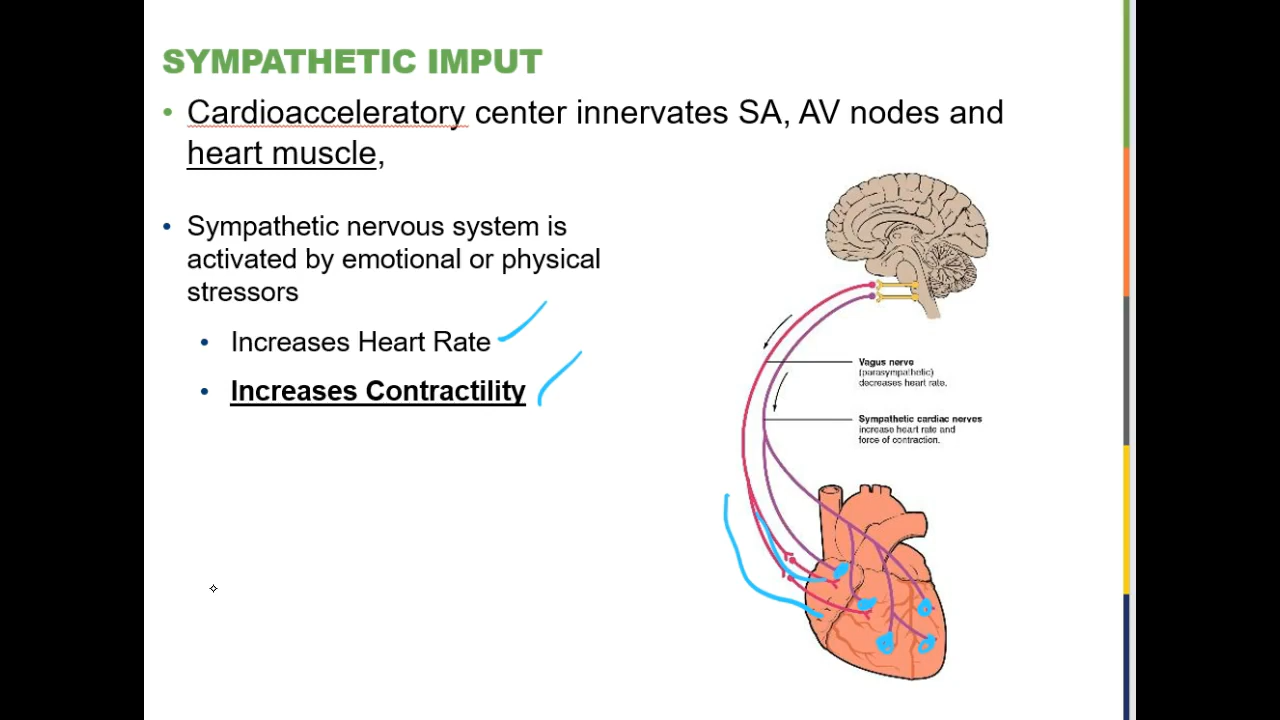 SYMPATHETIC IMPUT
• Cardioacceleratory center innervates SA, AV nodes and
heart muscle,
• Sympathetic nervous system is
activated by emotional or physical
stressors
• Increases Heart Rate
• Increases Contractility
Vagus nerve
(parasympathetic)
decreases heart rate.
Sympathetic cardiac nerves
increase heart rate and
force of contraction.